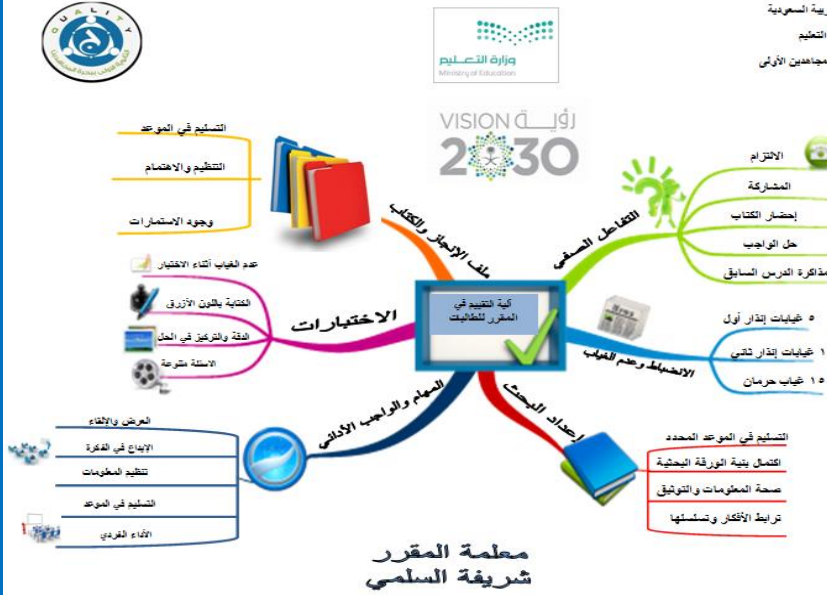 QUALITY
وزارة التعليم
Ministry of Education
رؤية VISION
2030
ربية السعودية
التعليم
مجاهدين الأولى
آلية التقييم في
المقرر للطالبات
التفاعل الصفي
الالتزام
المشاركة
إحضار الكتاب
حل الواجب
مذاكرة الدرس السابق
الانضباط وعدم الغياب
News
٥ غيابات إنذار أول
١ غيابات إنذار ثاني
١٥ غياب حرمان
إعداد البحث
التسليم في الموعد المحدد
اكتمال بنية الورقة البحثية
صحة المعلومات والتوثيق
ترابط الأفكار وتسلسلها
ملف الإنجاز والكتاب
التسليم في الموعد
التنظيم والاهتمام
وجود الاستمارات
الاختبارات
عدم الغياب أثناء الاختبار
الكتابة باللون الأزرق
الدقة والتركيز في الحل
الاسئلة متنوعة
المهام والواجب الأدائي
العرض والإلقاء
الإبداع في الفكرة
تنظيم المعلومات
التسليم في الموعد
الأداء الفردي
معلمة المقرر
شريفة السلمي